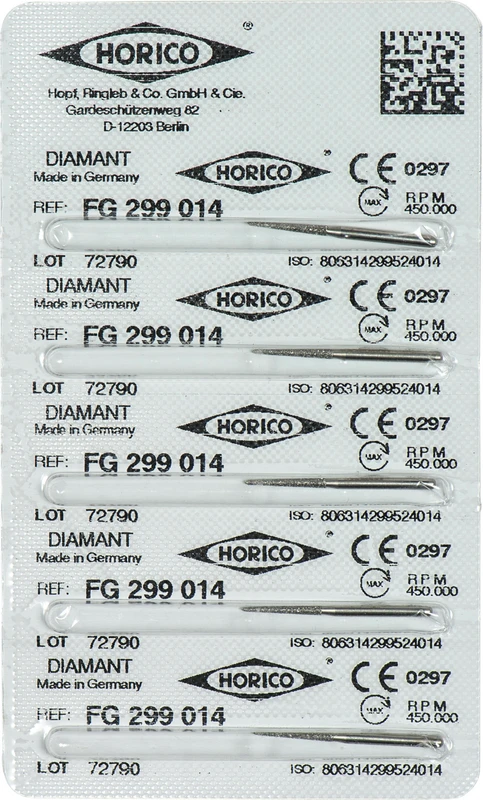 HORICO ®
Hopf, Ringleb & Co. GmbH & Cie.
Gardeschützenweg 82
D-12203 Berlin
DIAMANT HORICO ® CE 0297
Made in Germany
MAX RPM 450.000
REF: FG 299 014
LOT 72790 ISO: 806314299524014
DIAMANT HORICO ® CE 0297
Made in Germany
MAX RPM 450.000
REF: FG 299 014
LOT 72790 ISO: 806314299524014
DIAMANT HORICO ® CE 0297
Made in Germany
MAX RPM 450.000
REF: FG 299 014
LOT 72790 ISO: 806314299524014
DIAMANT HORICO ® CE 0297
Made in Germany
MAX RPM 450.000
REF: FG 299 014
LOT 72790 ISO: 806314299524014
DIAMANT HORICO ® CE 0297
Made in Germany
MAX RPM 450.000
REF: FG 299 014
LOT 72790 ISO: 806314299524014